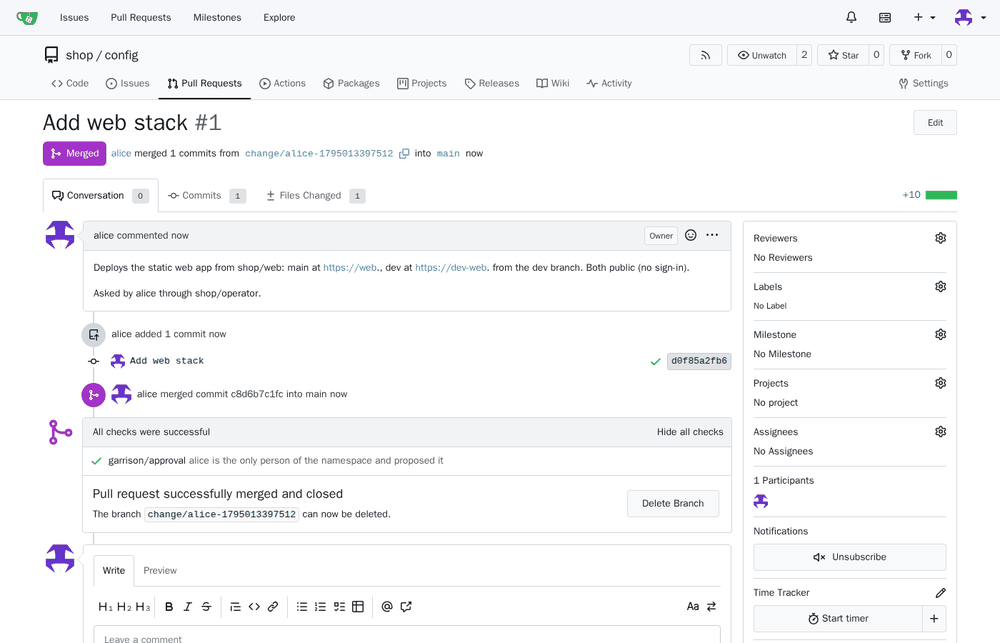 Issues Pull Requests Milestones Explore
shop / config
Unwatch 2 Star 0 Fork 0
Code Issues Pull Requests Actions Packages Projects Releases Wiki Activity Settings
Add web stack #1
Edit
Merged alice merged 1 commits from change/alice-1795013397512 into main now
Conversation 0 Commits 1 Files Changed 1 +10
alice commented now Owner
Deploys the static web app from shop/web: main at https://web., dev at https://dev-web. from the dev branch. Both public (no sign-in).
Asked by alice through shop/operator.
alice added 1 commit now
Add web stack d0f85a2fb6
alice merged commit c8d6b7c1fc into main now
All checks were successful Hide all checks
garrison/approval alice is the only person of the namespace and proposed it
Pull request successfully merged and closed
The branch change/alice-1795013397512 can now be deleted.
Delete Branch
Write Preview
H1 H2 H3 B I S Aa
Leave a comment
Reviewers
No Reviewers
Labels
No Label
Milestone
No Milestone
Projects
No project
Assignees
No Assignees
1 Participants
Notifications
Unsubscribe
Time Tracker
Start timer +